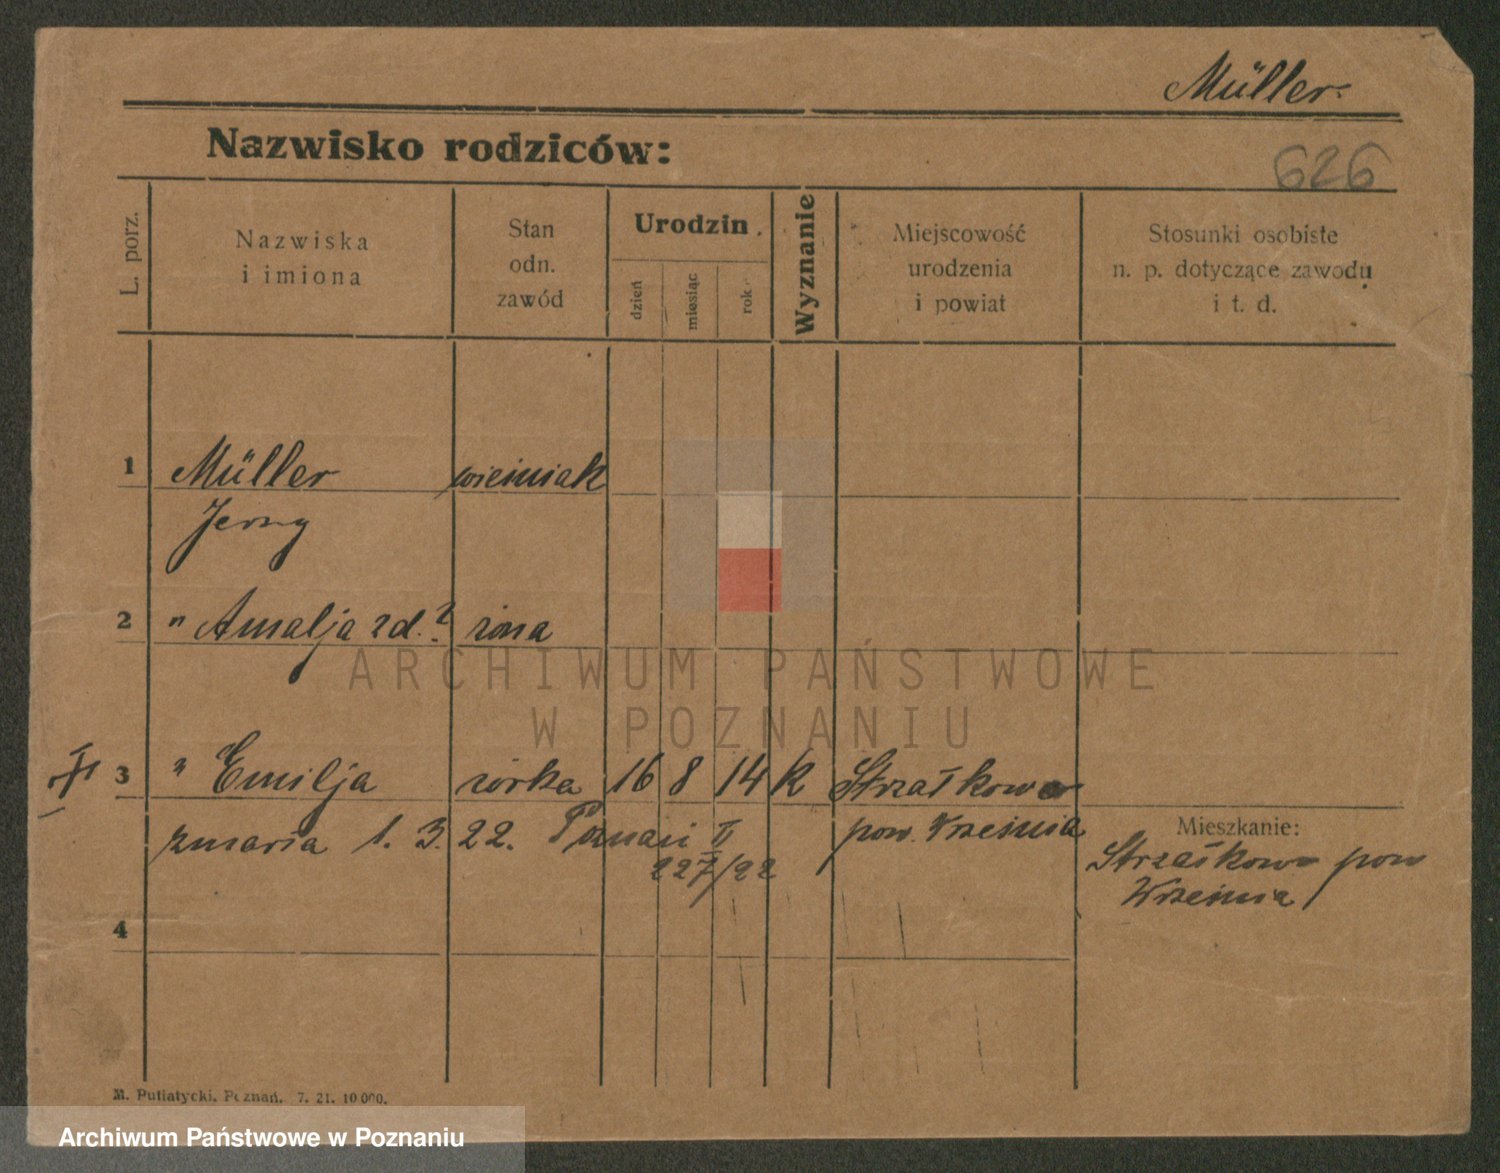 Müller
Nazwisko rodziców:
626
L. porz.
Nazwiska
i imiona
Stan
odn.
zawód
Urodzin
dzień
miesiąc
rok
Wyznanie
Miejscowość
urodzenia
i powiat
Stosunki osobiste
n. p. dotyczące zawodu
i t. d.
1 Müller wieśniak
Jerzy
2 " Amalja zd. ? żona
ARCHIWUM PAŃSTWOWE
W POZNANIU
3 " Emilja córka 16 8 14 k Strzałkowo
zmarła 1. 3. 22. Poznań II pow. Września
227/22
Mieszkanie:
Strzałkowo pow
Września
4
M. Putiatycki, Poznań. 7. 21. 10 000.
Archiwum Państwowe w Poznaniu